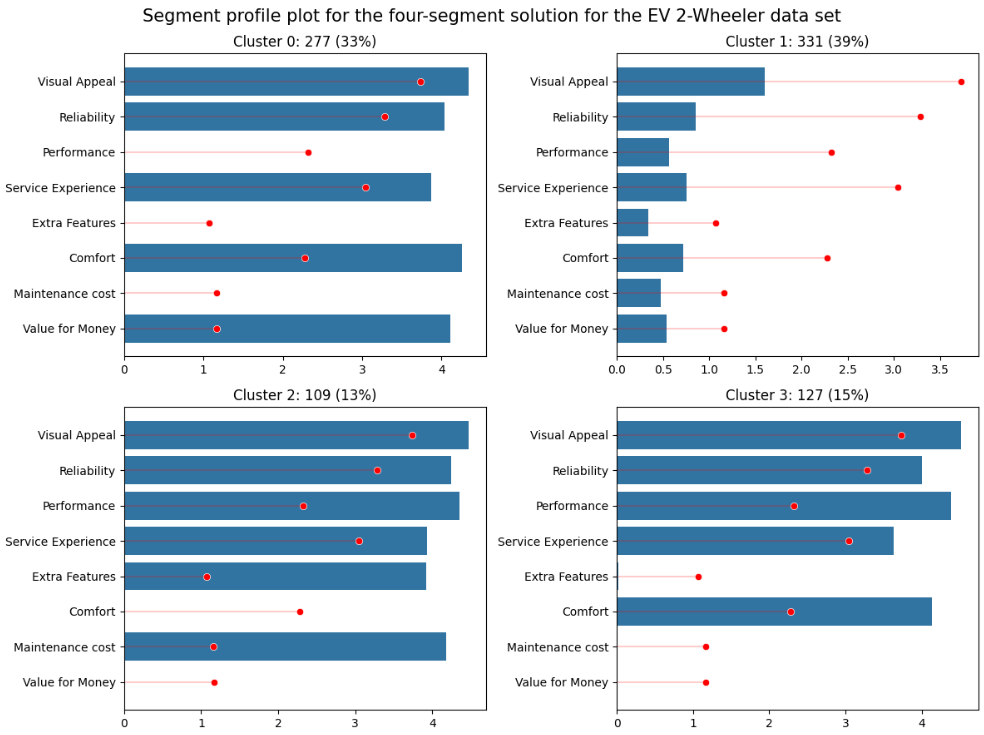 Segment profile plot for the four-segment solution for the EV 2-Wheeler data set
Cluster 0: 277 (33%)
Visual Appeal
Reliability
Performance
Service Experience
Extra Features
Comfort
Maintenance cost
Value for Money
0 1 2 3 4
Cluster 1: 331 (39%)
Visual Appeal
Reliability
Performance
Service Experience
Extra Features
Comfort
Maintenance cost
Value for Money
0.0 0.5 1.0 1.5 2.0 2.5 3.0 3.5
Cluster 2: 109 (13%)
Visual Appeal
Reliability
Performance
Service Experience
Extra Features
Comfort
Maintenance cost
Value for Money
0 1 2 3 4
Cluster 3: 127 (15%)
Visual Appeal
Reliability
Performance
Service Experience
Extra Features
Comfort
Maintenance cost
Value for Money
0 1 2 3 4